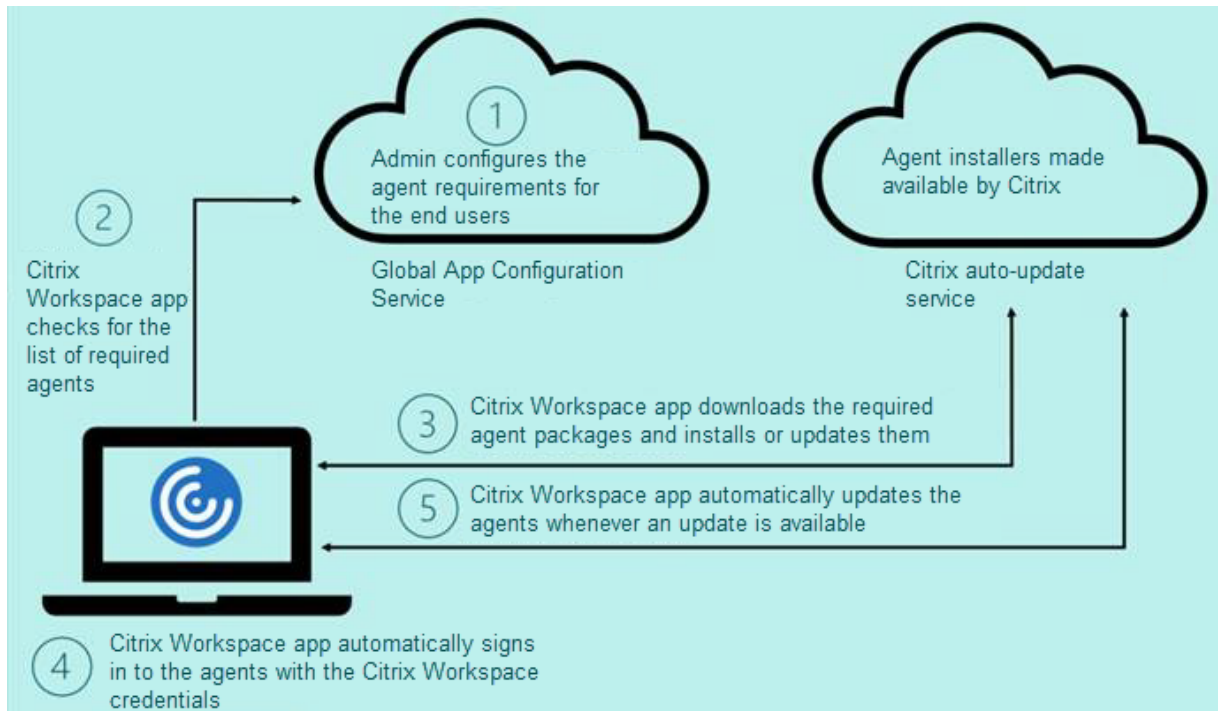 1
Admin configures the
agent requirements for
the end users
Global App Configuration
Service
Agent installers made
available by Citrix
Citrix auto-update
service
2
Citrix
Workspace app
checks for the
list of required
agents
3
Citrix Workspace app downloads the required
agent packages and installs or updates them
5
Citrix Workspace app automatically updates the
agents whenever an update is available
4
Citrix Workspace app automatically signs
in to the agents with the Citrix Workspace
credentials